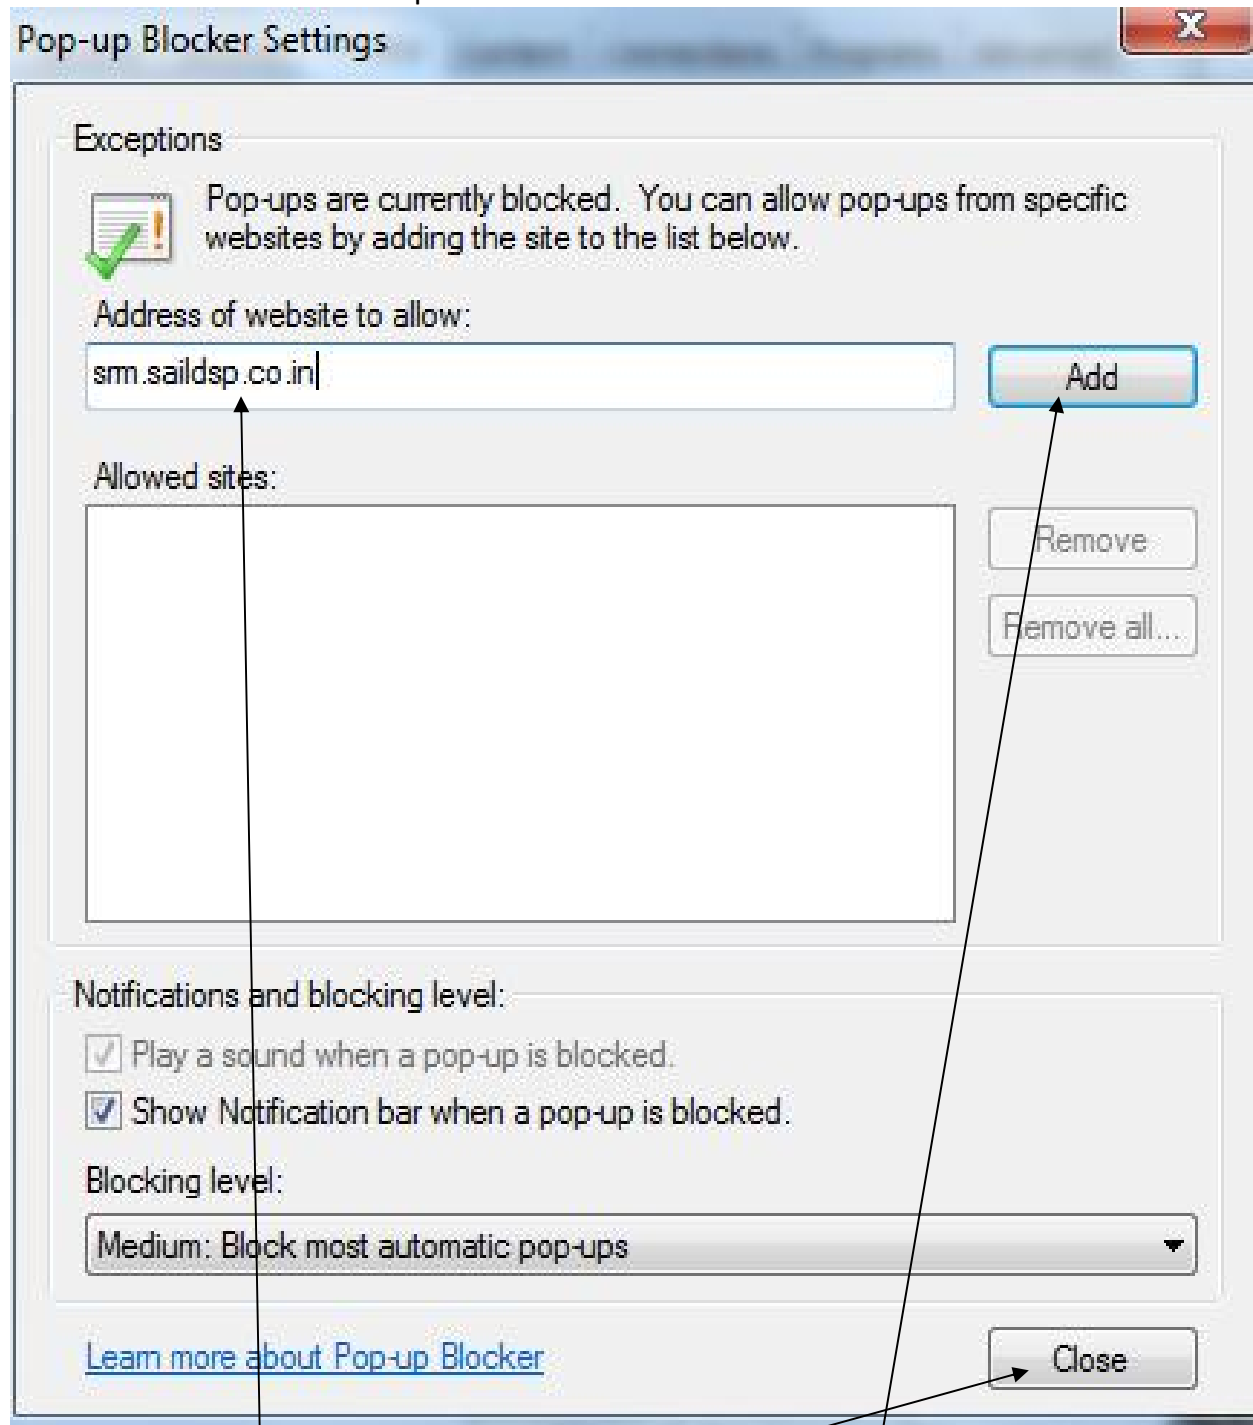 Pop-up Blocker Settings
X
Exceptions
Pop-ups are currently blocked. You can allow pop-ups from specific
websites by adding the site to the list below.
Address of website to allow:
srm.saildsp.co.in
Add
Allowed sites:
Remove
Remove all...
Notifications and blocking level:
Play a sound when a pop-up is blocked.
Show Notification bar when a pop-up is blocked.
Blocking level:
Medium: Block most automatic pop-ups
Learn more about Pop-up Blocker
Close